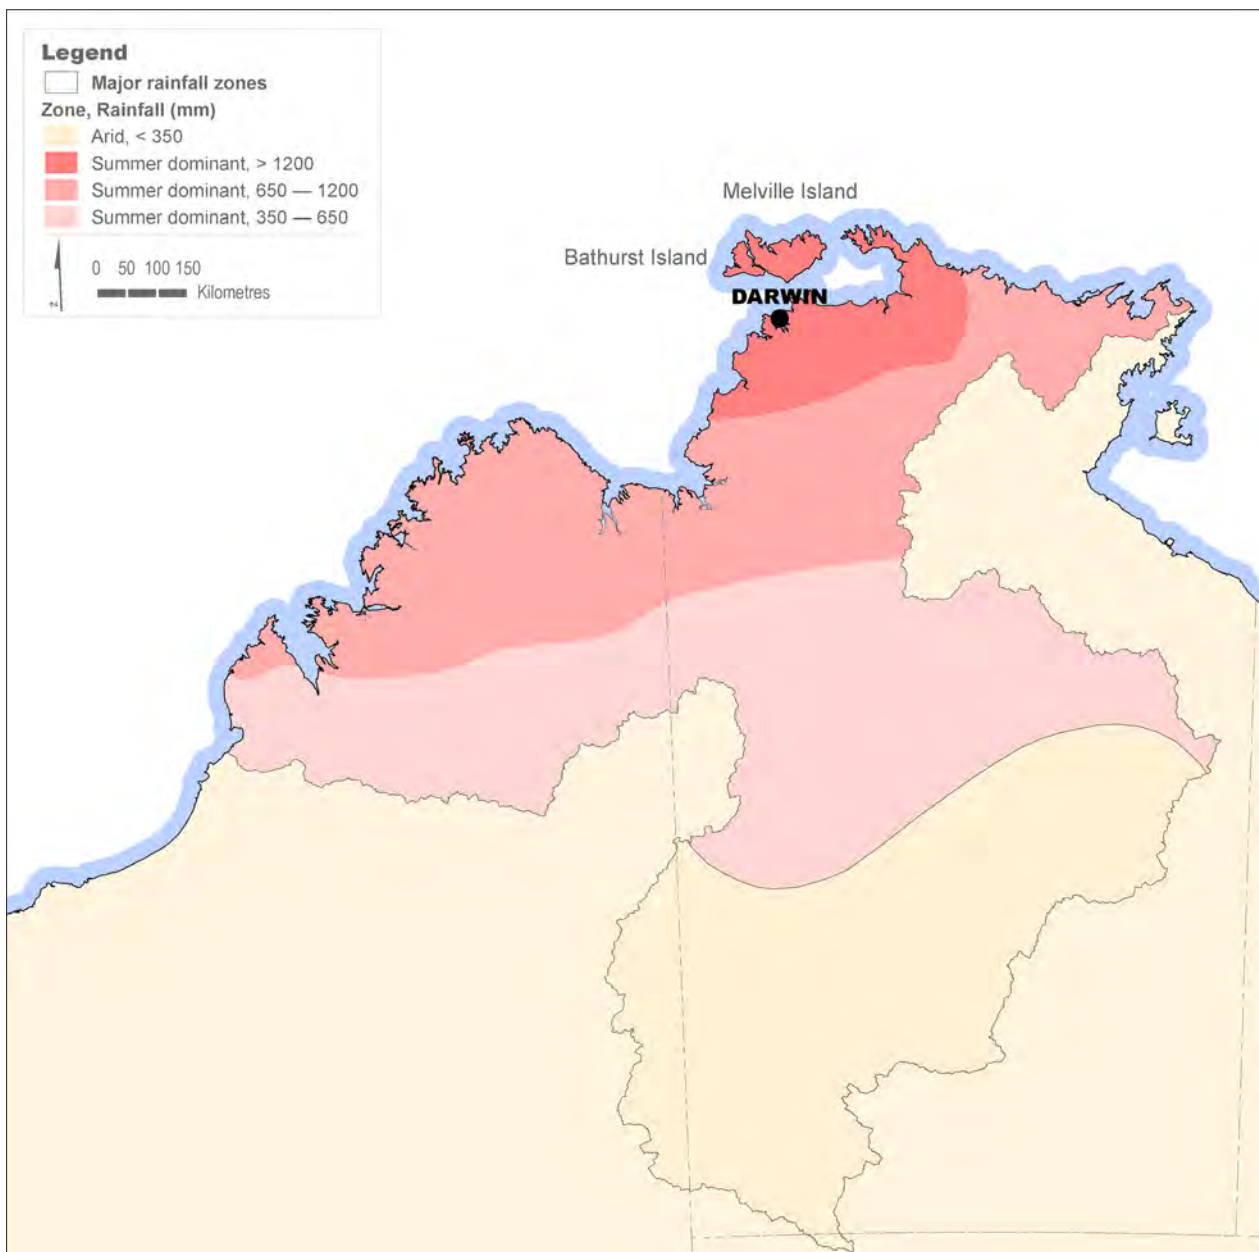 Legend
Major rainfall zones
Zone, Rainfall (mm)
Arid, < 350
Summer dominant, > 1200
Summer dominant, 650 — 1200
Summer dominant, 350 — 650
0 50 100 150
Kilometres
Melville Island
Bathurst Island
DARWIN